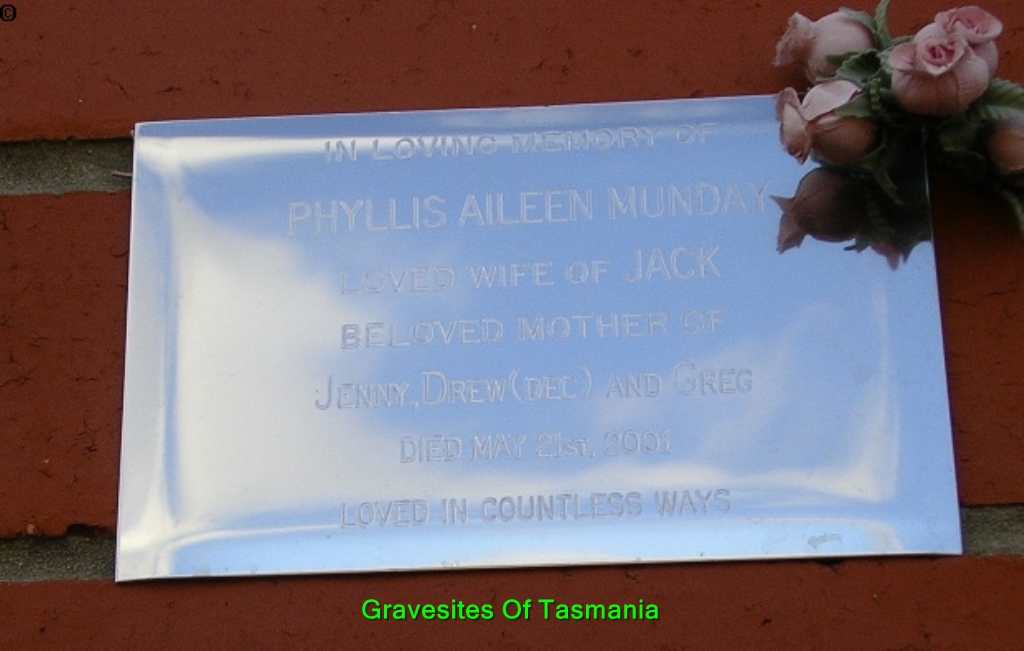 ©
IN LOVING MEMORY OF
PHYLLIS AILEEN MUNDAY
LOVED WIFE OF JACK
BELOVED MOTHER OF
JENNY, DREW (DEC) AND GREG
DIED MAY 21ST, 2001
LOVED IN COUNTLESS WAYS
Gravesites Of Tasmania